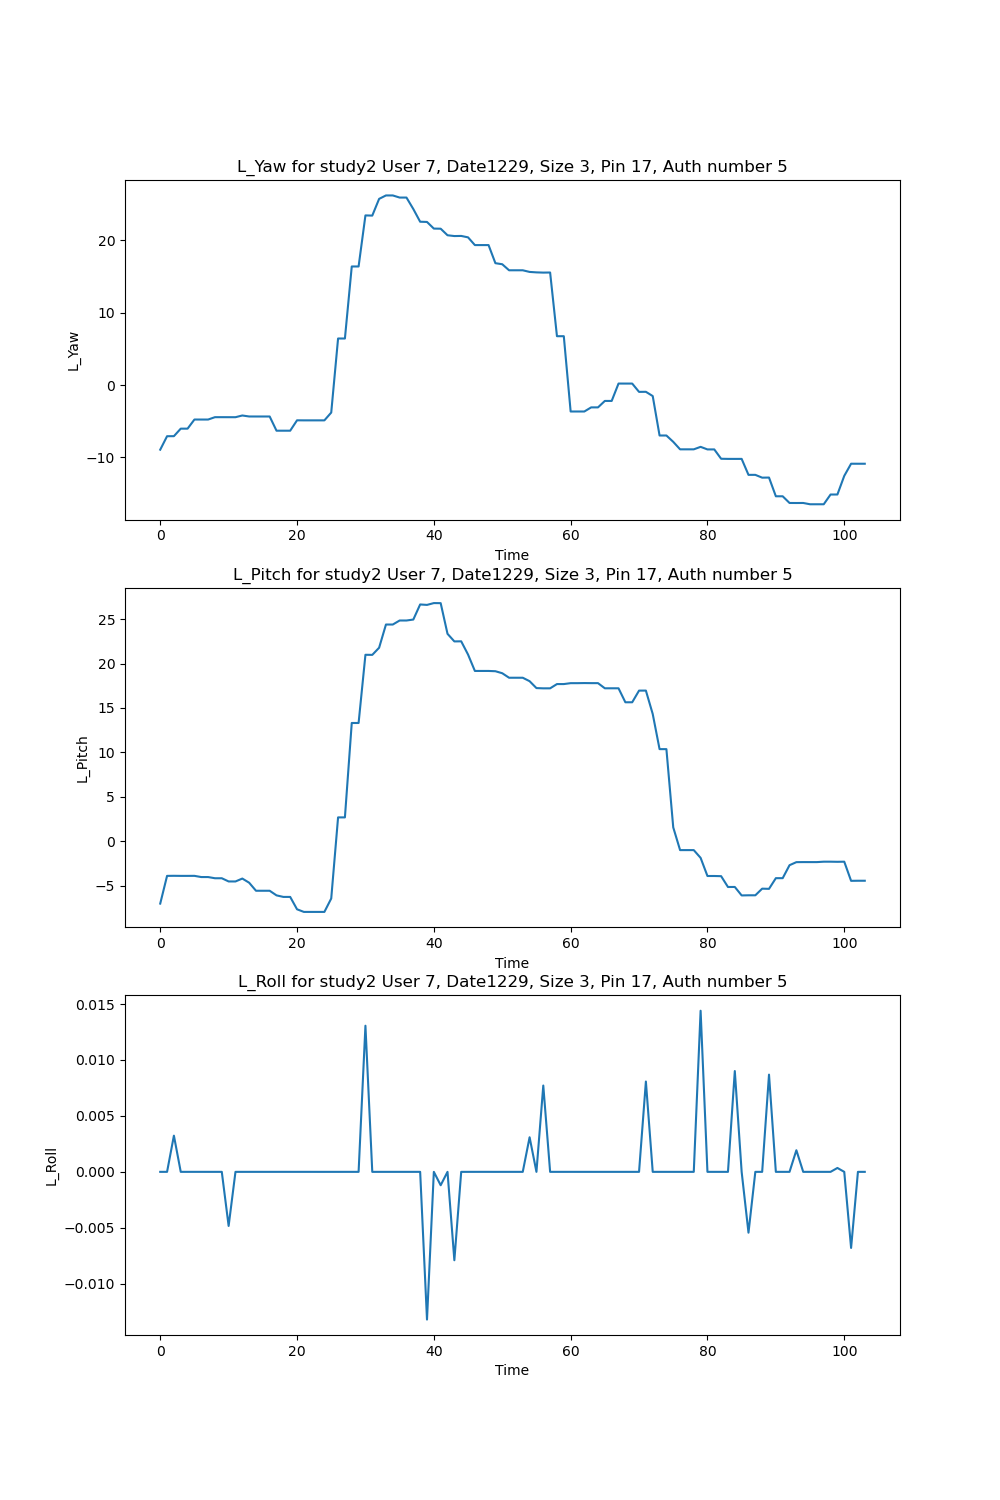 L_Yaw for study2 User 7, Date1229, Size 3, Pin 17, Auth number 5
20
10
0
−10
L_Yaw
0 20 40 60 80 100
Time
L_Pitch for study2 User 7, Date1229, Size 3, Pin 17, Auth number 5
25
20
15
10
5
0
−5
L_Pitch
0 20 40 60 80 100
Time
L_Roll for study2 User 7, Date1229, Size 3, Pin 17, Auth number 5
0.015
0.010
0.005
0.000
−0.005
−0.010
L_Roll
0 20 40 60 80 100
Time